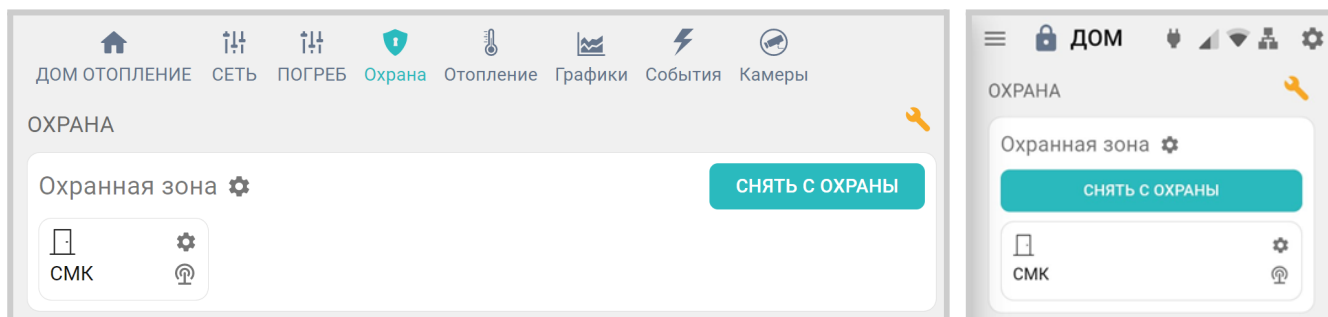 ДОМ ОТОПЛЕНИЕ СЕТЬ ПОГРЕБ Охрана Отопление Графики События Камеры
ОХРАНА
Охранная зона
СНЯТЬ С ОХРАНЫ
СМК
ДОМ
ОХРАНА
Охранная зона
СНЯТЬ С ОХРАНЫ
СМК